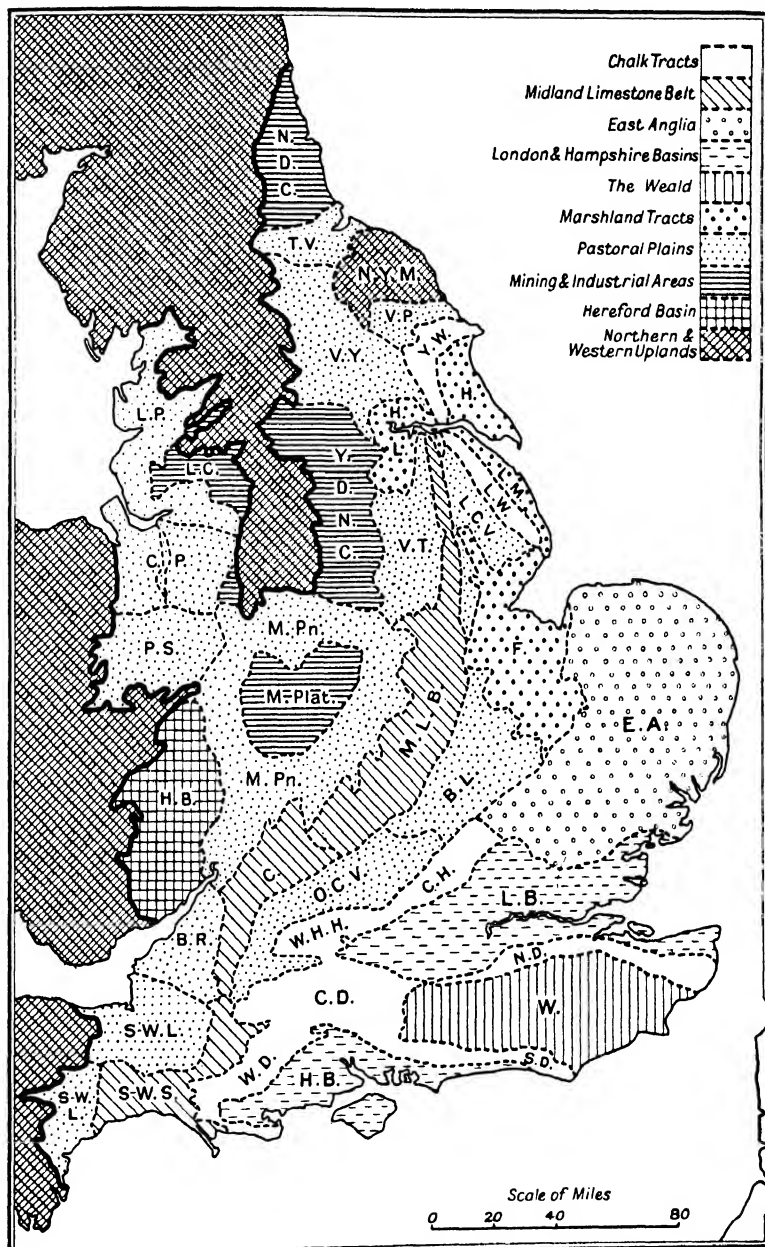 Chalk Tracts
Midland Limestone Belt
East Anglia
London & Hampshire Basins
The Weald
Marshland Tracts
Pastoral Plains
Mining & Industrial Areas
Hereford Basin
Northern &
Western Uplands
N.
D.
C.
T.V.
N.Y.M.
V.P.
Y.W.
V.Y.
H.
L.P.
H.
L.
L.C.
Y.
D.
N.
C.
L.M.
L.W.
L.C.V.
V.T.
C. P.
M.Pn.
F.
P.S.
M.Plat.
M.L.B.
E.A.
M.Pn.
B.L.
H.B.
C.
O.C.V.
C.H.
L.B.
W.H.H.
B.R.
N.D.
C.D.
W.
S-W.L.
S.D.
W.D.
H.B.
S-W.
L.
S-W.S.
Scale of Miles
0 20 40 80